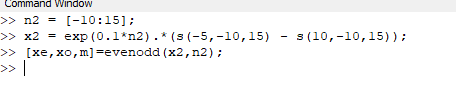 Command Window
>> n2 = [-10:15];
>> x2 = exp(0.1*n2).*(s(-5,-10,15) - s(10,-10,15));
>> [xe,xo,m]=evenodd(x2,n2);
>>